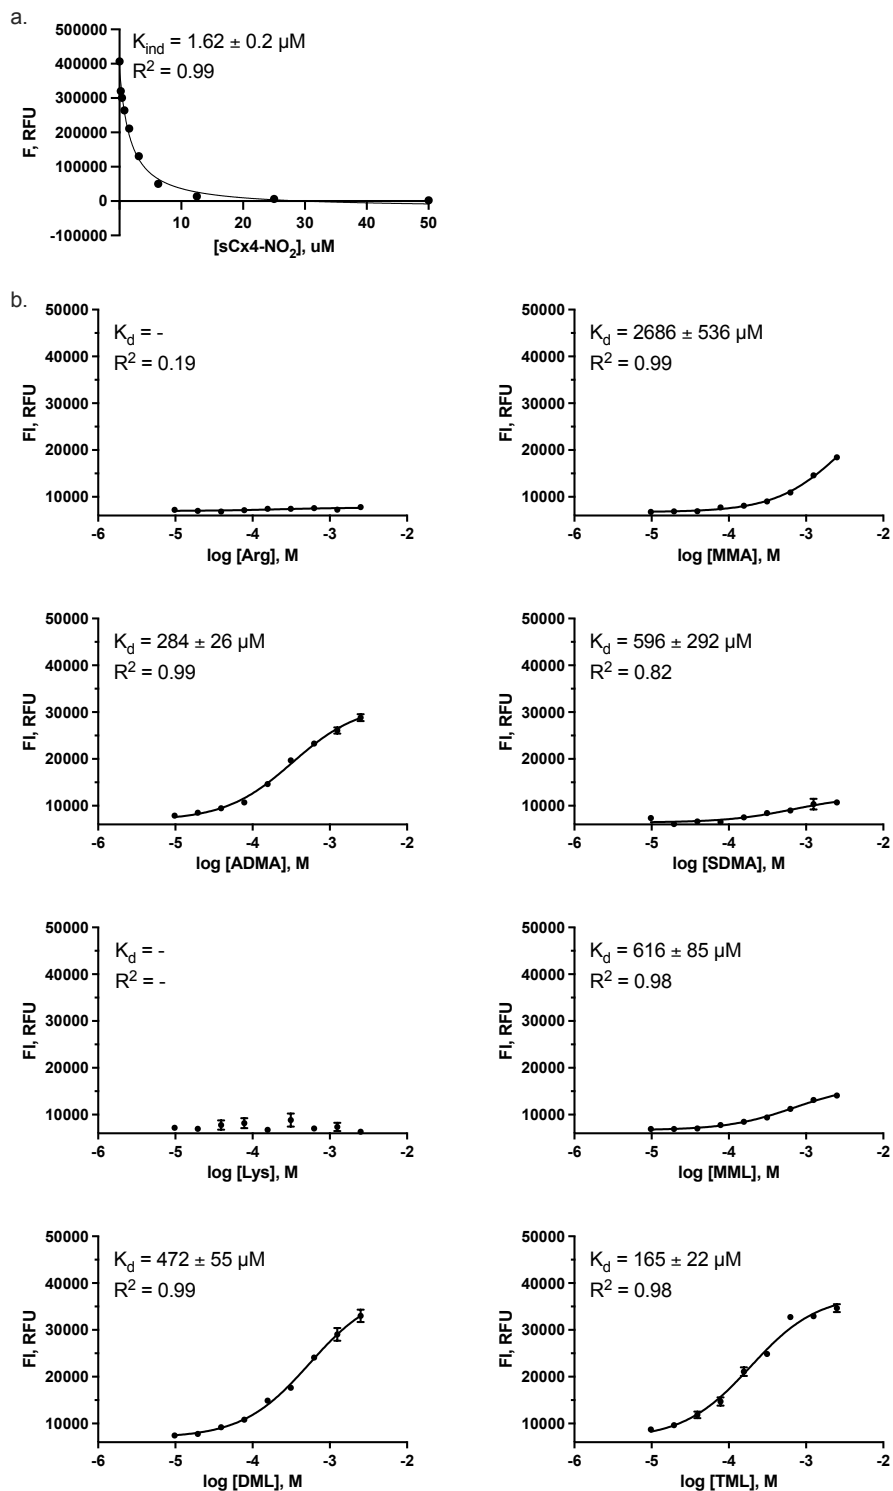 a.
500000
400000
300000
200000
100000
0
-100000
F, RFU
K_ind = 1.62 ± 0.2 µM
R² = 0.99
10 20 30 40 50
[sCx4-NO₂], uM
b.
50000
40000
30000
20000
10000
FI, RFU
K_d = -
R² = 0.19
-6 -5 -4 -3 -2
log [Arg], M
50000
40000
30000
20000
10000
FI, RFU
K_d = 2686 ± 536 µM
R² = 0.99
-6 -5 -4 -3 -2
log [MMA], M
50000
40000
30000
20000
10000
FI, RFU
K_d = 284 ± 26 µM
R² = 0.99
-6 -5 -4 -3 -2
log [ADMA], M
50000
40000
30000
20000
10000
FI, RFU
K_d = 596 ± 292 µM
R² = 0.82
-6 -5 -4 -3 -2
log [SDMA], M
50000
40000
30000
20000
10000
FI, RFU
K_d = -
R² = -
-6 -5 -4 -3 -2
log [Lys], M
50000
40000
30000
20000
10000
FI, RFU
K_d = 616 ± 85 µM
R² = 0.98
-6 -5 -4 -3 -2
log [MML], M
50000
40000
30000
20000
10000
FI, RFU
K_d = 472 ± 55 µM
R² = 0.99
-6 -5 -4 -3 -2
log [DML], M
50000
40000
30000
20000
10000
FI, RFU
K_d = 165 ± 22 µM
R² = 0.98
-6 -5 -4 -3 -2
log [TML], M